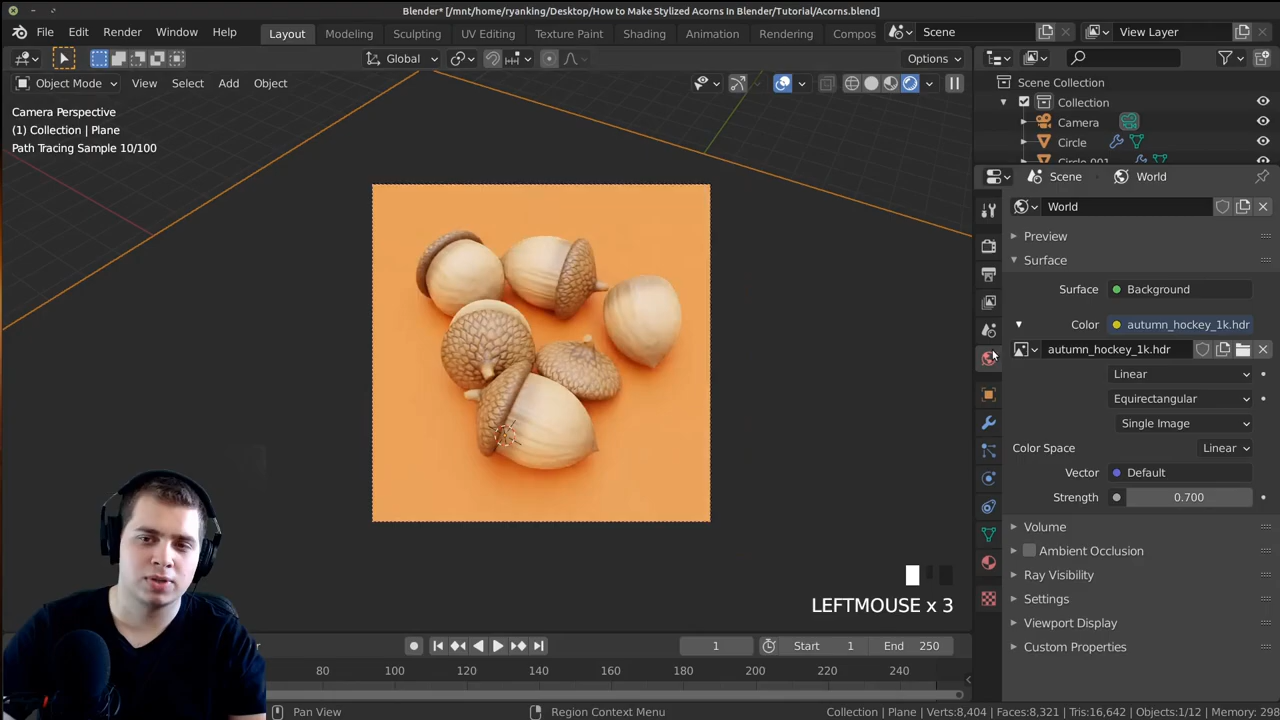 Blender* [/mnt/home/ryanking/Desktop/How to Make Stylized Acorns In Blender/Tutorial/Acorns.blend]
File Edit Render Window Help Layout Modeling Sculpting UV Editing Texture Paint Shading Animation Rendering Compos Scene View Layer
Global Options
Object Mode View Select Add Object
Camera Perspective
(1) Collection | Plane
Path Tracing Sample 10/100
Scene Collection
Collection
Camera
Circle
Circle.001
Scene World
World
Preview
Surface
Surface Background
Color autumn_hockey_1k.hdr
autumn_hockey_1k.hdr
Linear
Equirectangular
Single Image
Color Space Linear
Vector Default
Strength 0.700
Volume
Ambient Occlusion
Ray Visibility
Settings
Viewport Display
Custom Properties
LEFTMOUSE x 3
1 Start 1 End 250
80 100 120 140 160 180 200 220 240
Pan View Region Context Menu Collection | Plane | Verts:8,404 | Faces:8,321 | Tris:16,642 | Objects:1/12 | Memory: 298